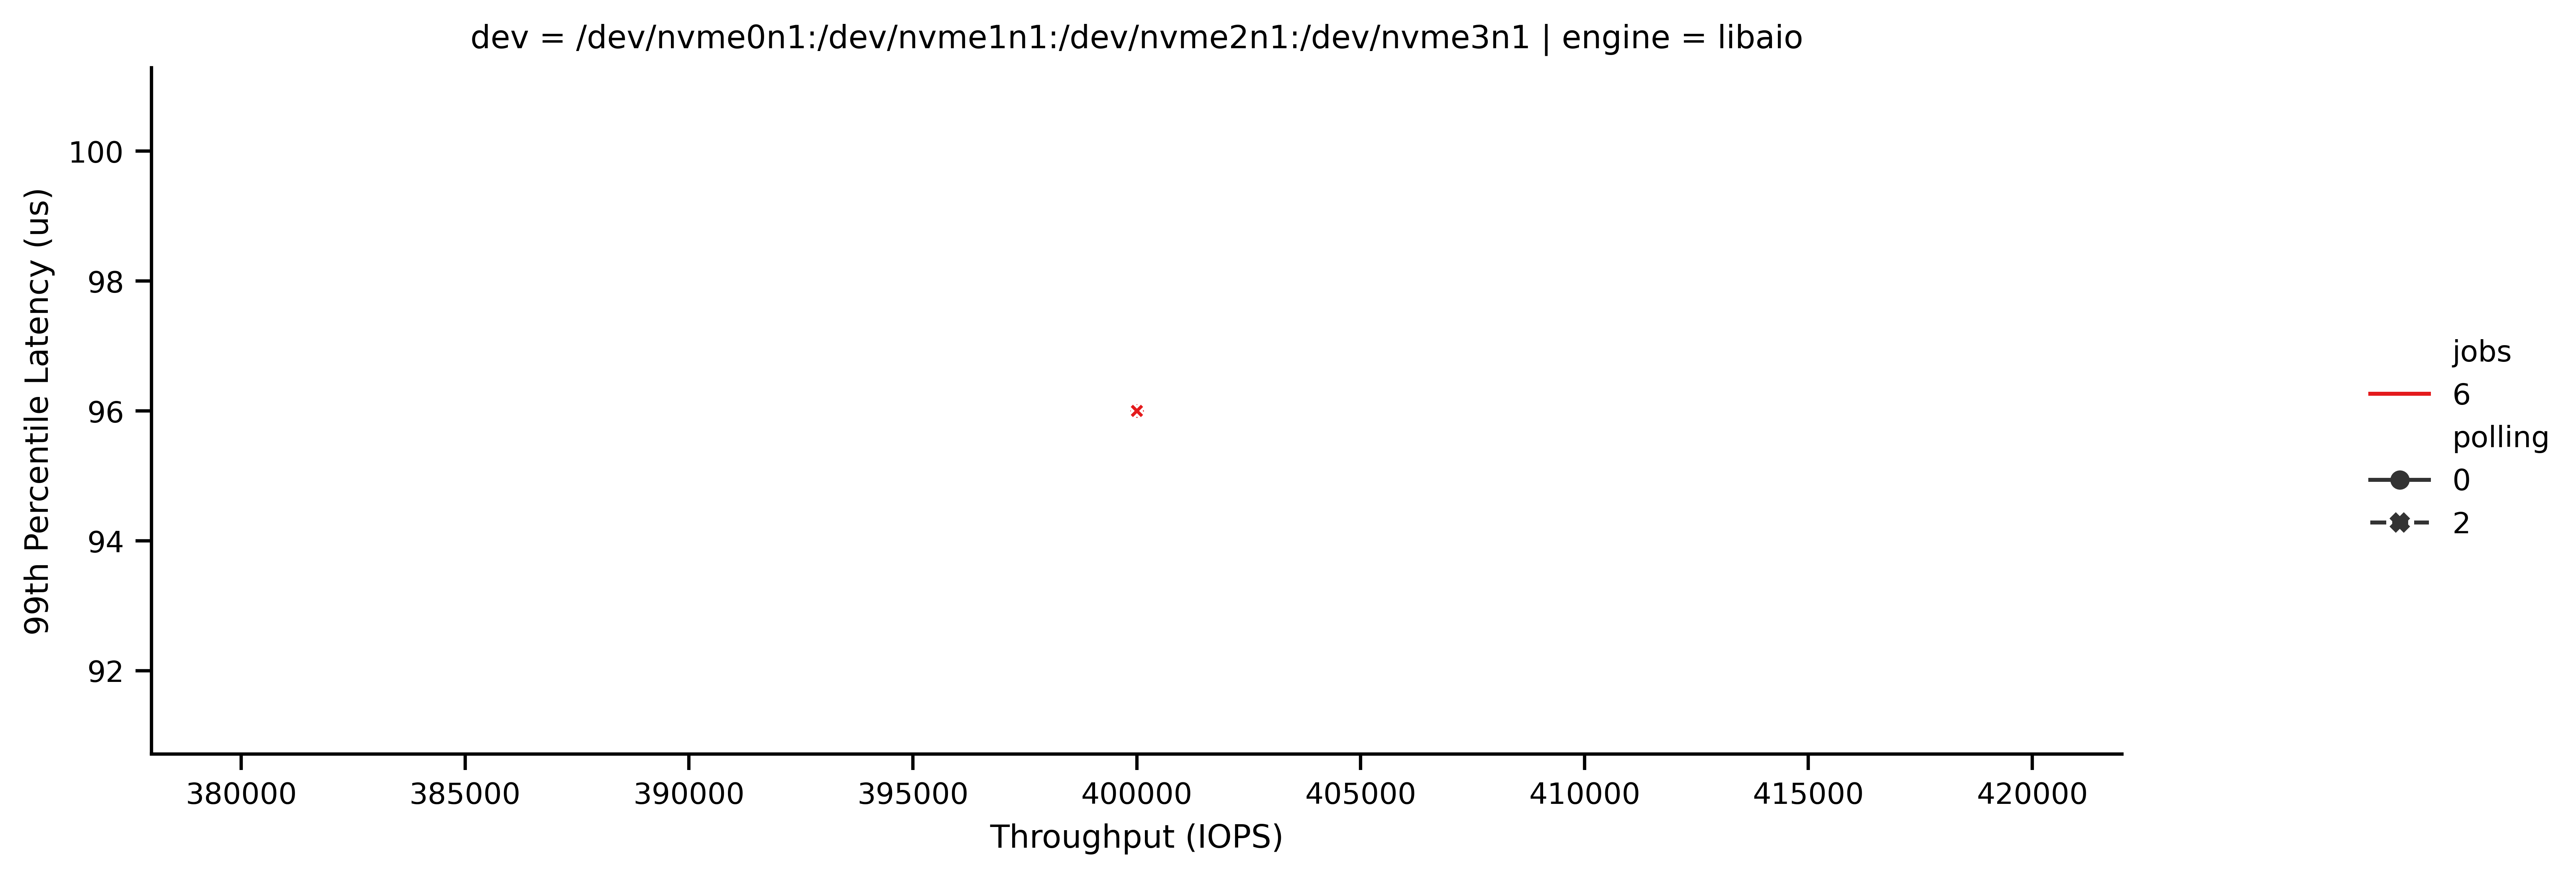 dev = /dev/nvme0n1:/dev/nvme1n1:/dev/nvme2n1:/dev/nvme3n1 | engine = libaio
99th Percentile Latency (us)
100
98
96
94
92
380000 385000 390000 395000 400000 405000 410000 415000 420000
Throughput (IOPS)
jobs
6
polling
0
2